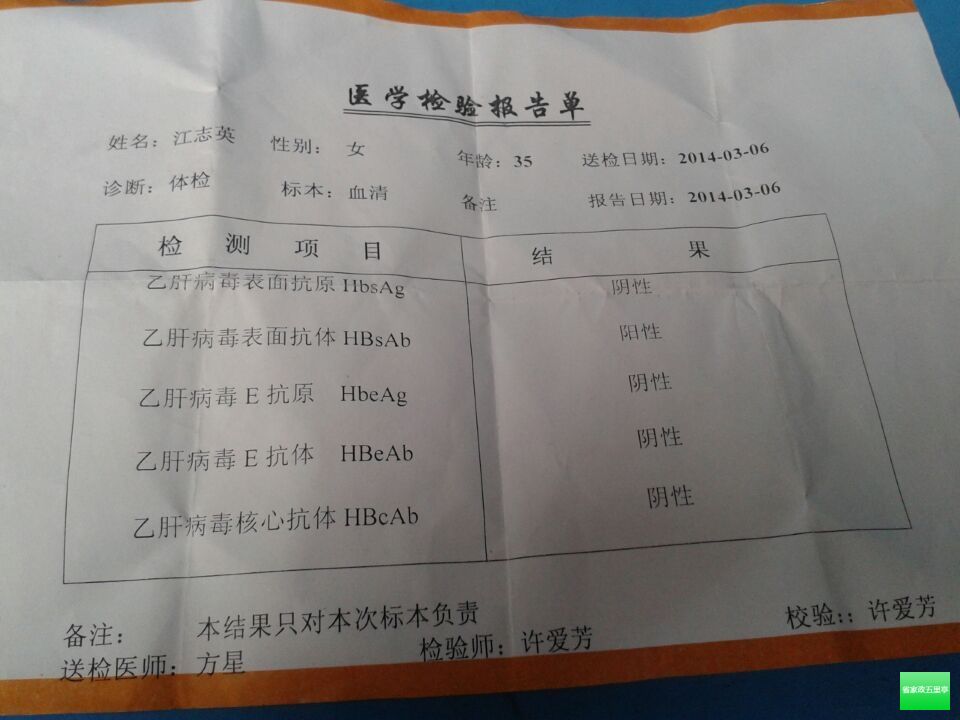 医学检验报告单
姓名：江志英 性别：女 年龄：35 送检日期：2014-03-06
诊断：体检 标本：血清 备注 报告日期：2014-03-06
检测项目 结果
乙肝病毒表面抗原 HbsAg 阴性
乙肝病毒表面抗体 HBsAb 阳性
乙肝病毒 E 抗原 HbeAg 阴性
乙肝病毒 E 抗体 HBeAb 阴性
乙肝病毒核心抗体 HBcAb 阴性
备注： 本结果只对本次标本负责
送检医师：方星 检验师：许爱芳 校验：：许爱芳
省家政五里亭